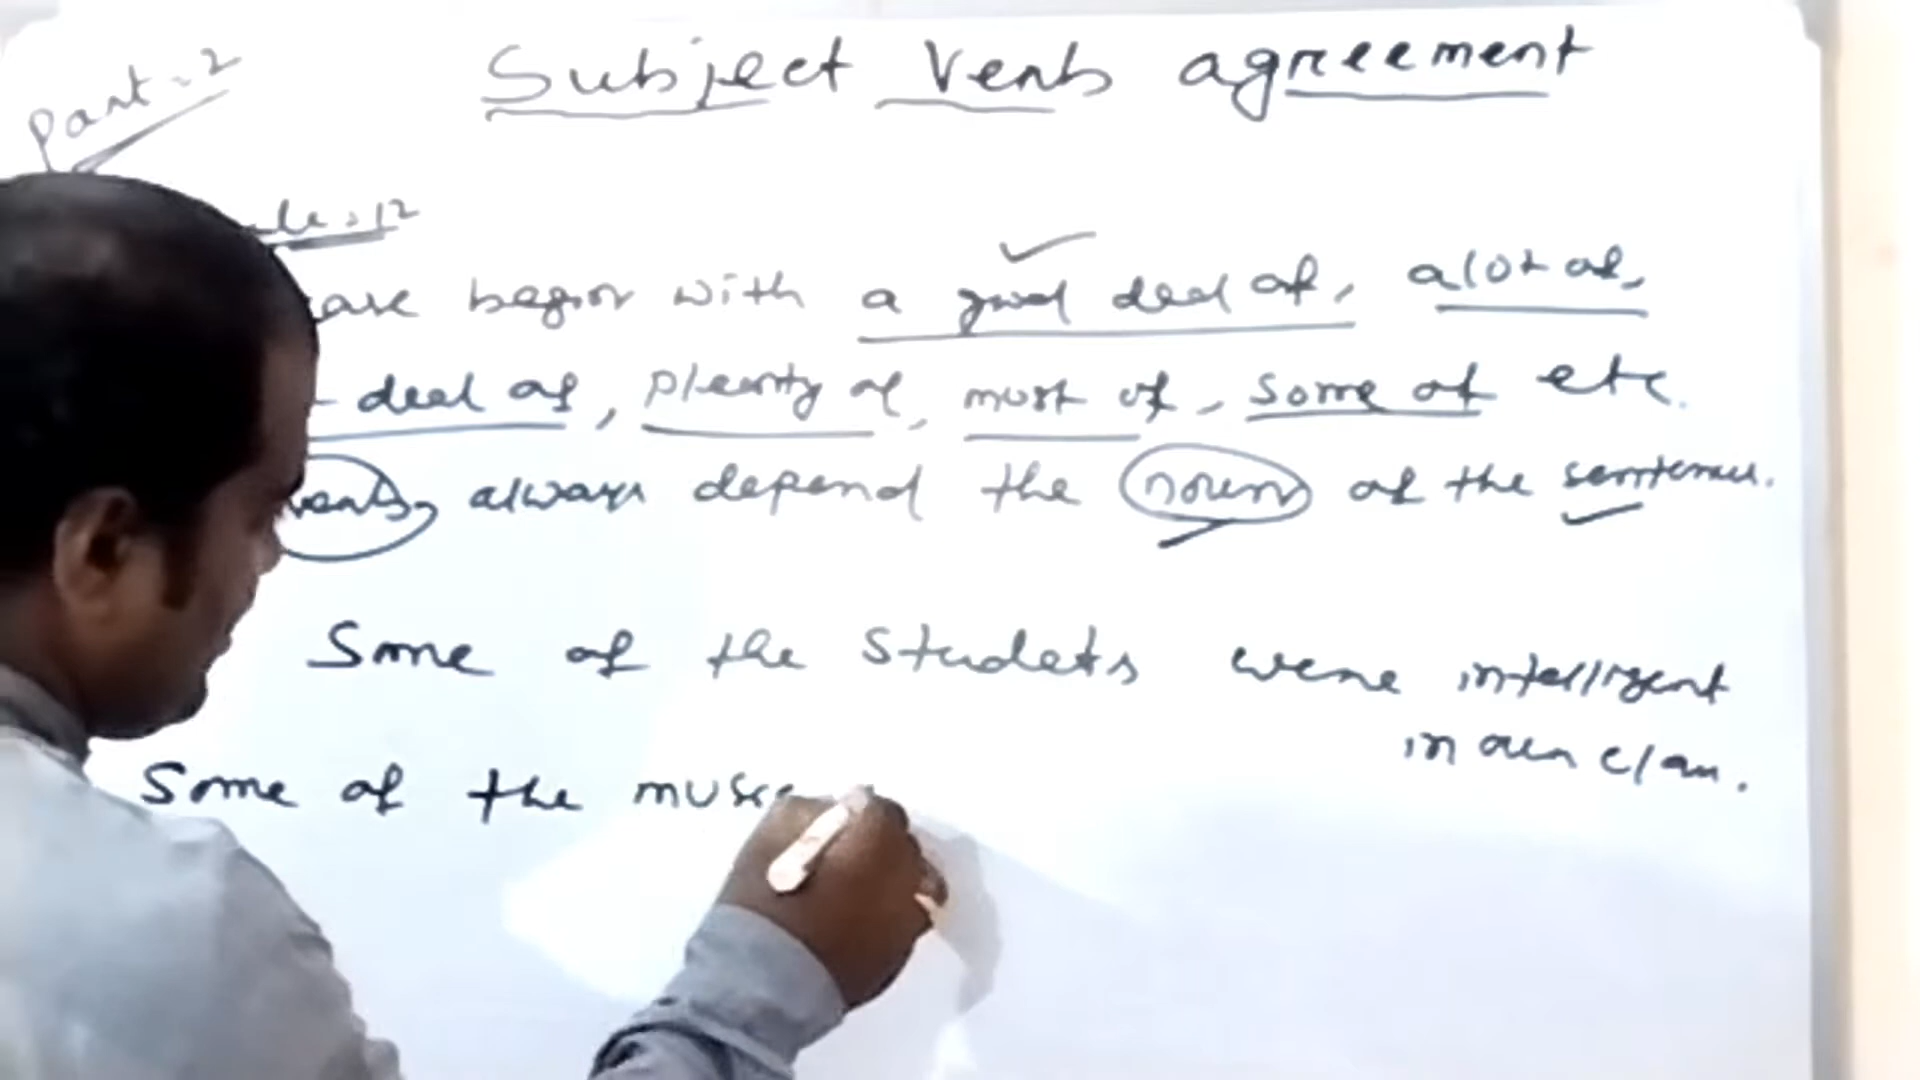 Part:2
Subject Verb agreement
12
begin with a good deal of, a lot of,
deal of, plenty of, most of, some of etc.
verb, always depend the noun of the sentence.
Some of the Studets were intelligent
in our class.
Some of the